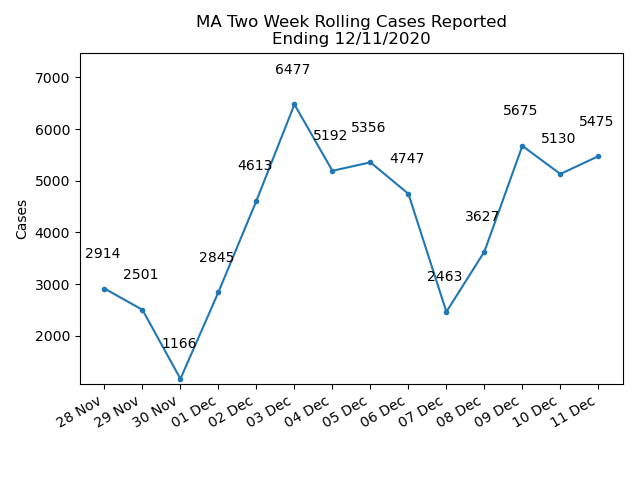 MA Two Week Rolling Cases Reported
Ending 12/11/2020
Cases
7000
6000
5000
4000
3000
2000
2914
2501
1166
2845
4613
6477
5192
5356
4747
2463
3627
5675
5130
5475
28 Nov
29 Nov
30 Nov
01 Dec
02 Dec
03 Dec
04 Dec
05 Dec
06 Dec
07 Dec
08 Dec
09 Dec
10 Dec
11 Dec